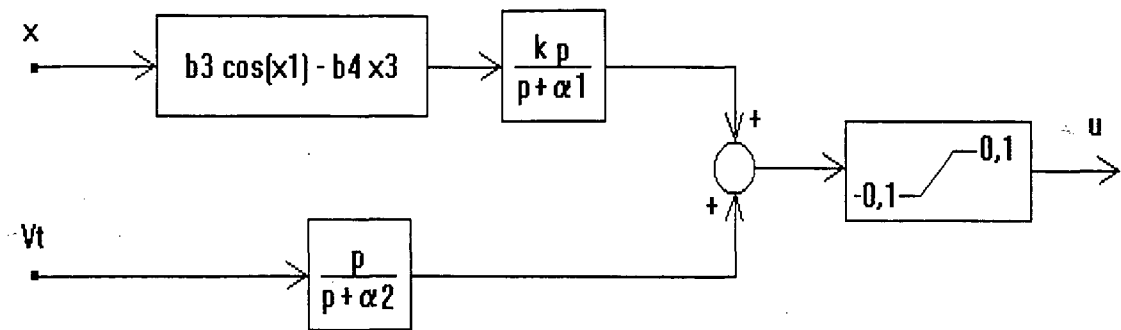 x
b3 cos(x1) - b4 x3
k p
p + α1
+
u
0,1
-0,1
+
Vt
p
p + α2